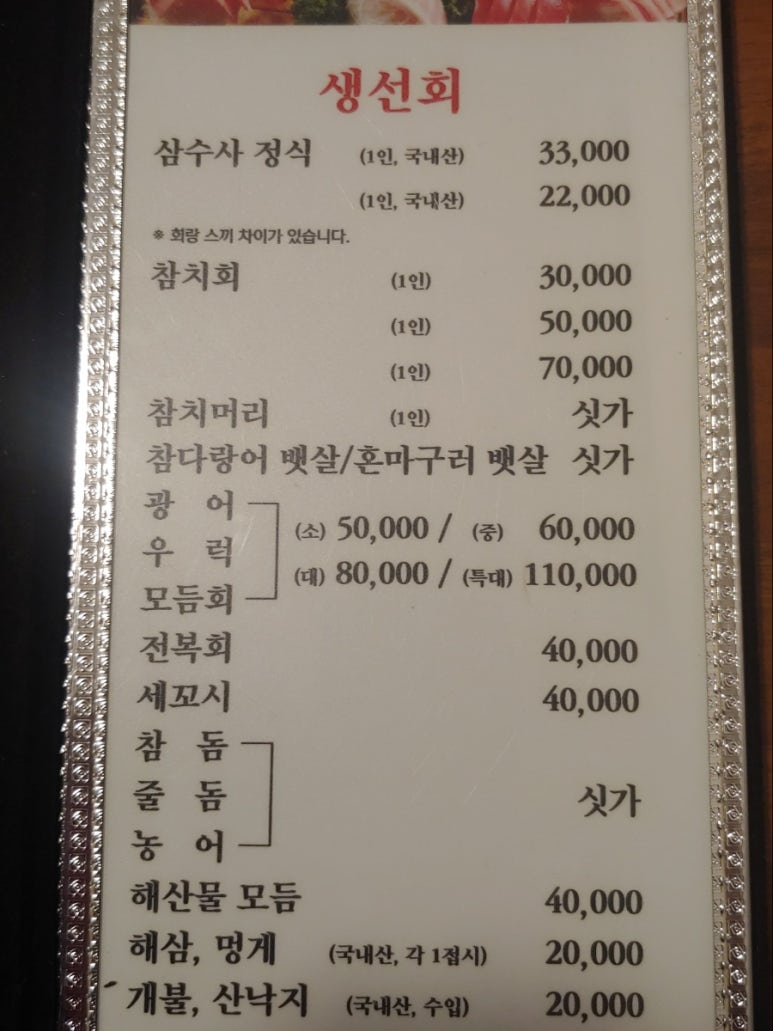 생선회
삼수사 정식 (1인, 국내산) 33,000
(1인, 국내산) 22,000
※ 회랑 스끼 차이가 있습니다.
참치회 (1인) 30,000
(1인) 50,000
(1인) 70,000
참치머리 (1인) 싯가
참다랑어 뱃살/혼마구러 뱃살 싯가
광 어
우 럭
모듬회
(소) 50,000 / (중) 60,000
(대) 80,000 / (특대) 110,000
전복회 40,000
세꼬시 40,000
참 돔
줄 돔
농 어
싯가
해산물 모듬 40,000
해삼, 멍게 (국내산, 각 1접시) 20,000
개불, 산낙지 (국내산, 수입) 20,000